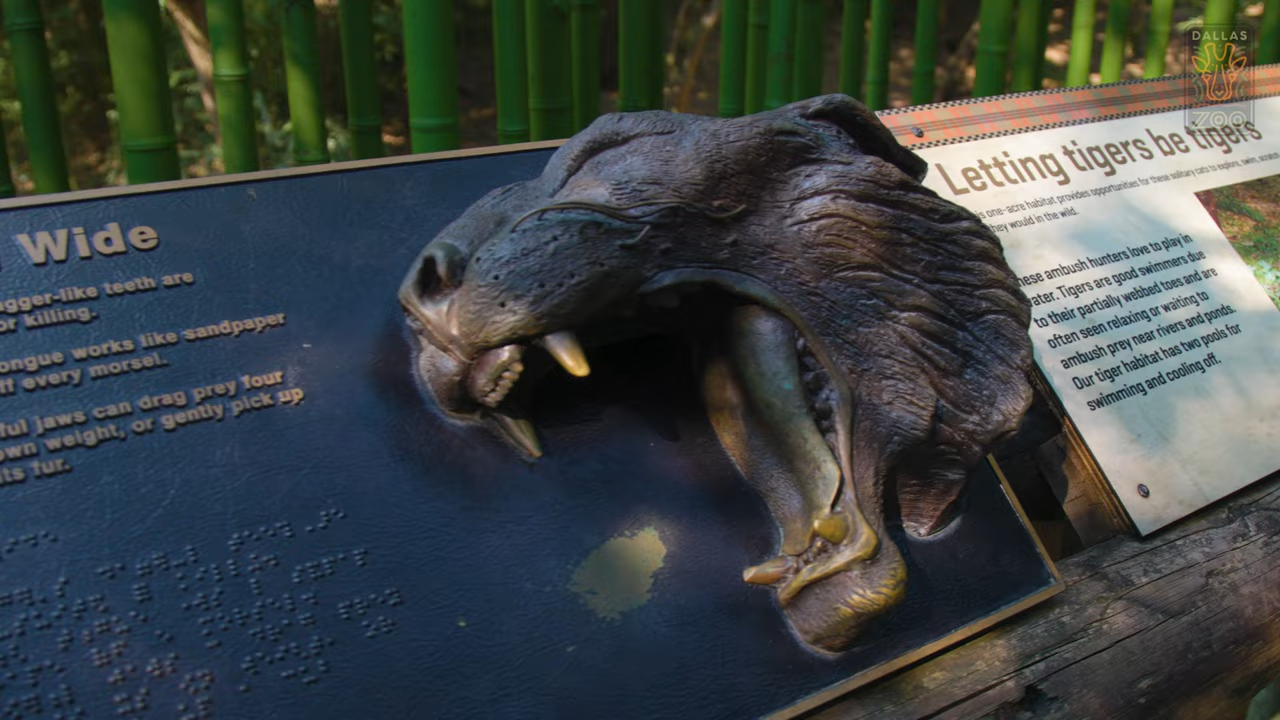 Wide
gger-like teeth are
or killing.
ongue works like sandpaper
ff every morsel.
ful jaws can drag prey four
own weight, or gently pick up
its fur.
DALLAS
ZOO
Letting tigers be tigers
s one-acre habitat provides opportunities for these solitary cats to explore, swim,
they would in the wild.
hese ambush hunters love to play in
ater. Tigers are good swimmers due
to their partially webbed toes and are
often seen relaxing or waiting to
ambush prey near rivers and ponds.
Our tiger habitat has two pools for
swimming and cooling off.